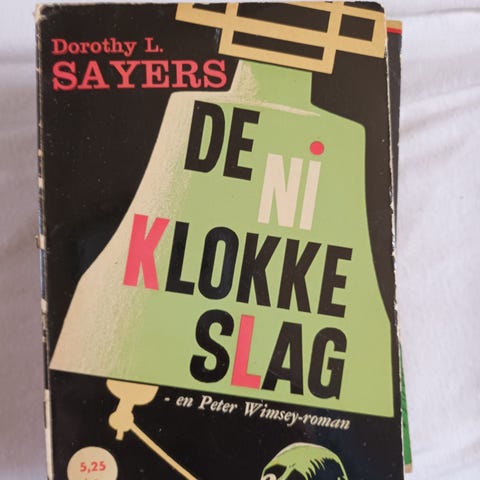 Dorothy L.
SAYERS
DE
NI
KLOKKE
SLAG
- en Peter Wimsey-roman
5,25